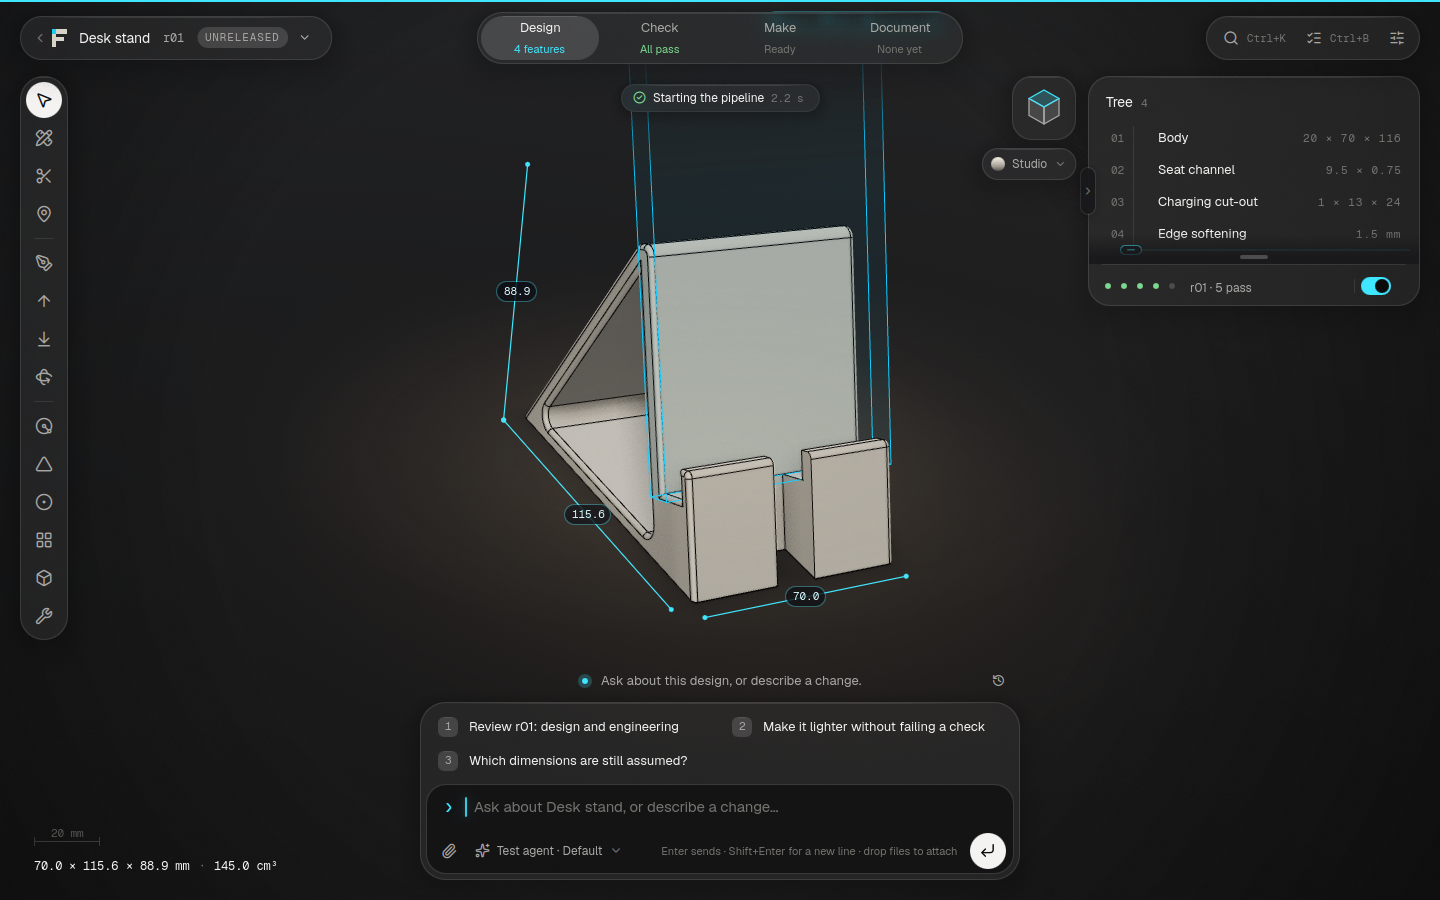 Desk stand r01 UNRELEASED
Design
4 features
Check
All pass
Make
Ready
Document
None yet
Ctrl+K
Ctrl+B
Starting the pipeline 2.2 s
Studio
Tree 4
01 Body 20 × 70 × 116
02 Seat channel 9.5 × 0.75
03 Charging cut-out 1 × 13 × 24
04 Edge softening 1.5 mm
r01 · 5 pass
88.9
115.6
70.0
Ask about this design, or describe a change.
1 Review r01: design and engineering
2 Make it lighter without failing a check
3 Which dimensions are still assumed?
Ask about Desk stand, or describe a change...
Test agent · Default
Enter sends · Shift+Enter for a new line · drop files to attach
20 mm
70.0 × 115.6 × 88.9 mm · 145.0 cm³